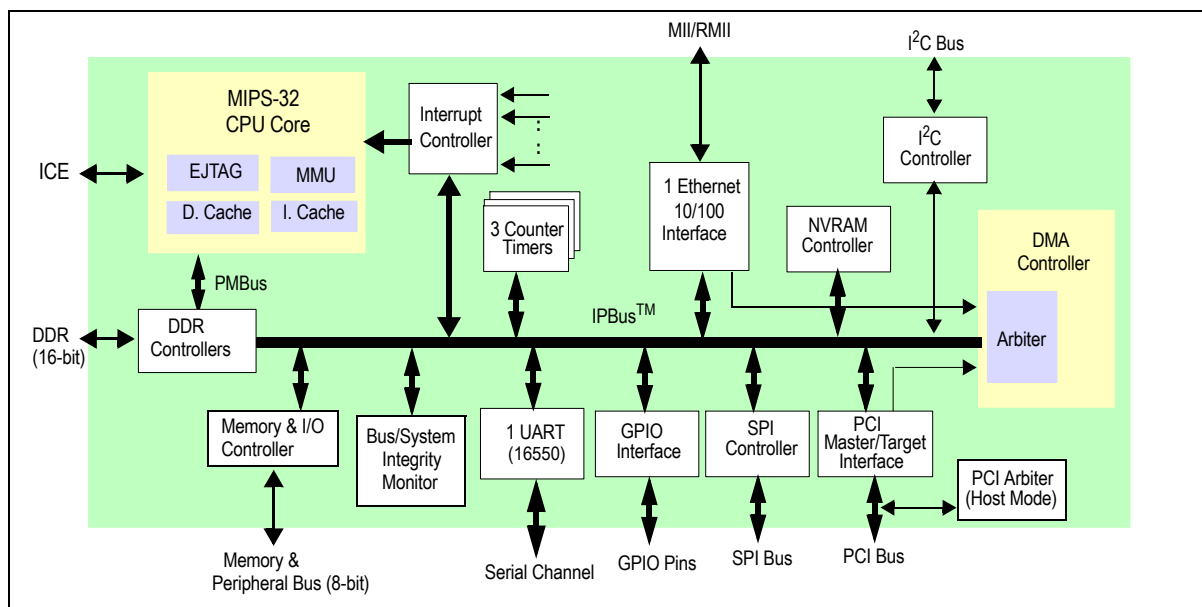 MII/RMII
I2C Bus
MIPS-32
CPU Core
EJTAG
MMU
D. Cache
I. Cache
Interrupt
Controller
I2C
Controller
ICE
1 Ethernet
10/100
Interface
3 Counter
Timers
NVRAM
Controller
DMA
Controller
Arbiter
PMBus
IPBusTM
DDR
(16-bit)
DDR
Controllers
Memory & I/O
Controller
Bus/System
Integrity
Monitor
1 UART
(16550)
GPIO
Interface
SPI
Controller
PCI
Master/Target
Interface
PCI Arbiter
(Host Mode)
Memory &
Peripheral Bus (8-bit)
Serial Channel
GPIO Pins
SPI Bus
PCI Bus